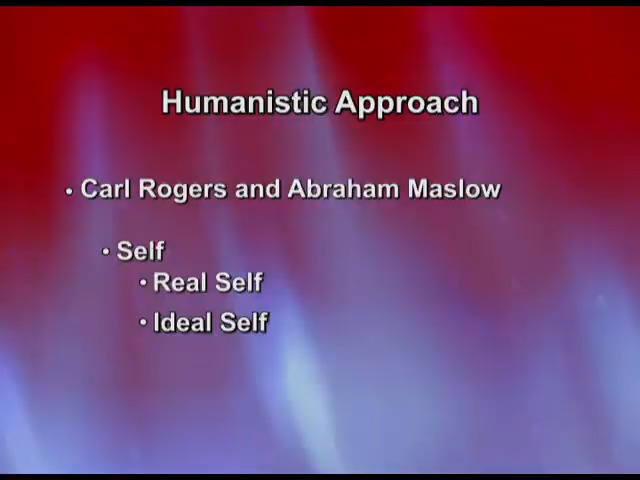 Humanistic Approach
• Carl Rogers and Abraham Maslow
• Self
• Real Self
• Ideal Self